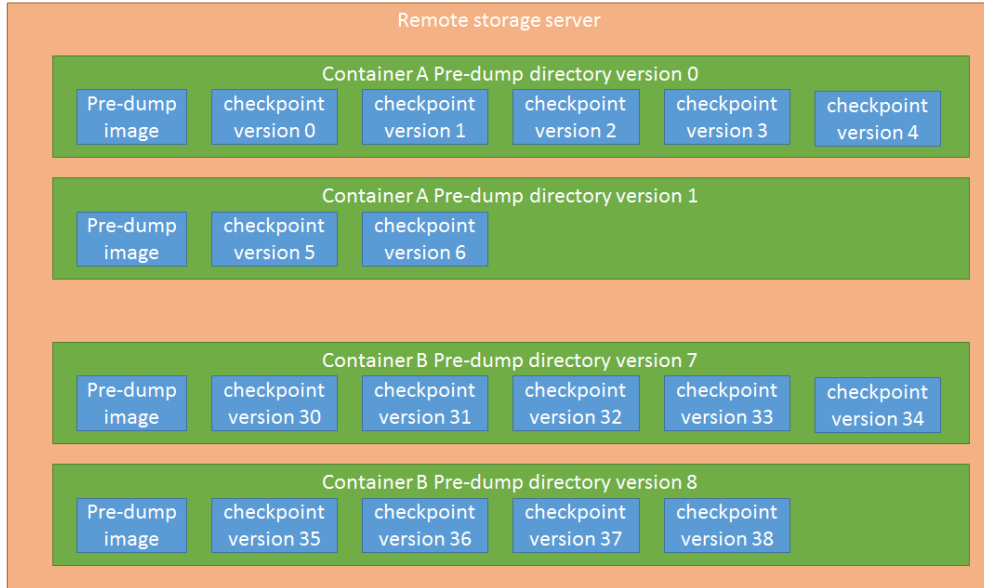 Remote storage server
Container A Pre-dump directory version 0
Pre-dump
image
checkpoint
version 0
checkpoint
version 1
checkpoint
version 2
checkpoint
version 3
checkpoint
version 4
Container A Pre-dump directory version 1
Pre-dump
image
checkpoint
version 5
checkpoint
version 6
Container B Pre-dump directory version 7
Pre-dump
image
checkpoint
version 30
checkpoint
version 31
checkpoint
version 32
checkpoint
version 33
checkpoint
version 34
Container B Pre-dump directory version 8
Pre-dump
image
checkpoint
version 35
checkpoint
version 36
checkpoint
version 37
checkpoint
version 38